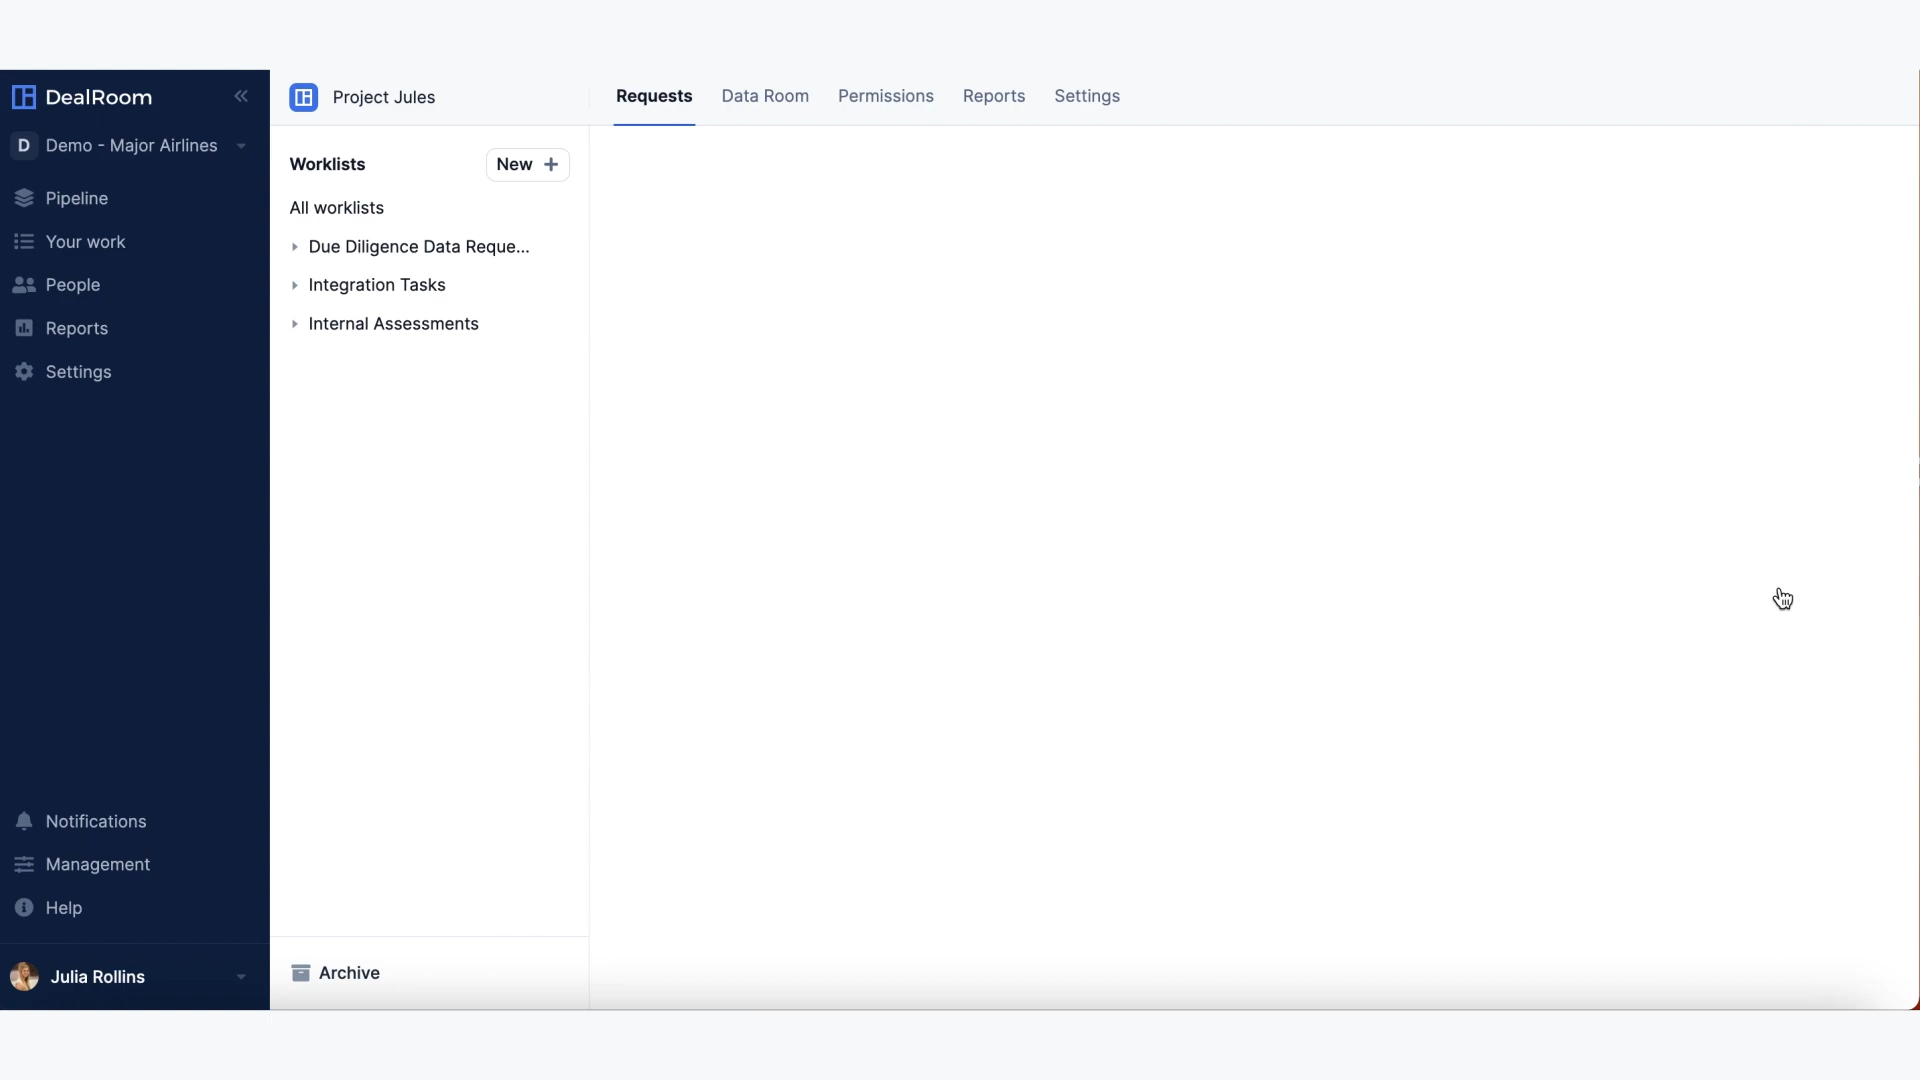 DealRoom
D Demo - Major Airlines
Pipeline
Your work
People
Reports
Settings
Notifications
Management
Help
Julia Rollins
Project Jules
Requests Data Room Permissions Reports Settings
Worklists New +
All worklists
Due Diligence Data Reque...
Integration Tasks
Internal Assessments
Archive